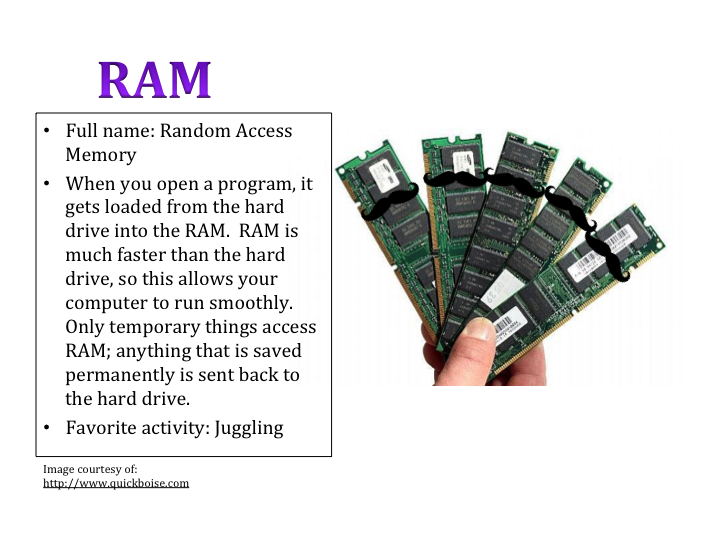 RAM
• Full name: Random Access
Memory
• When you open a program, it
gets loaded from the hard
drive into the RAM.  RAM is
much faster than the hard
drive, so this allows your
computer to run smoothly.
Only temporary things access
RAM; anything that is saved
permanently is sent back to
the hard drive.
• Favorite activity: Juggling
Image courtesy of:
http://www.quickboise.com